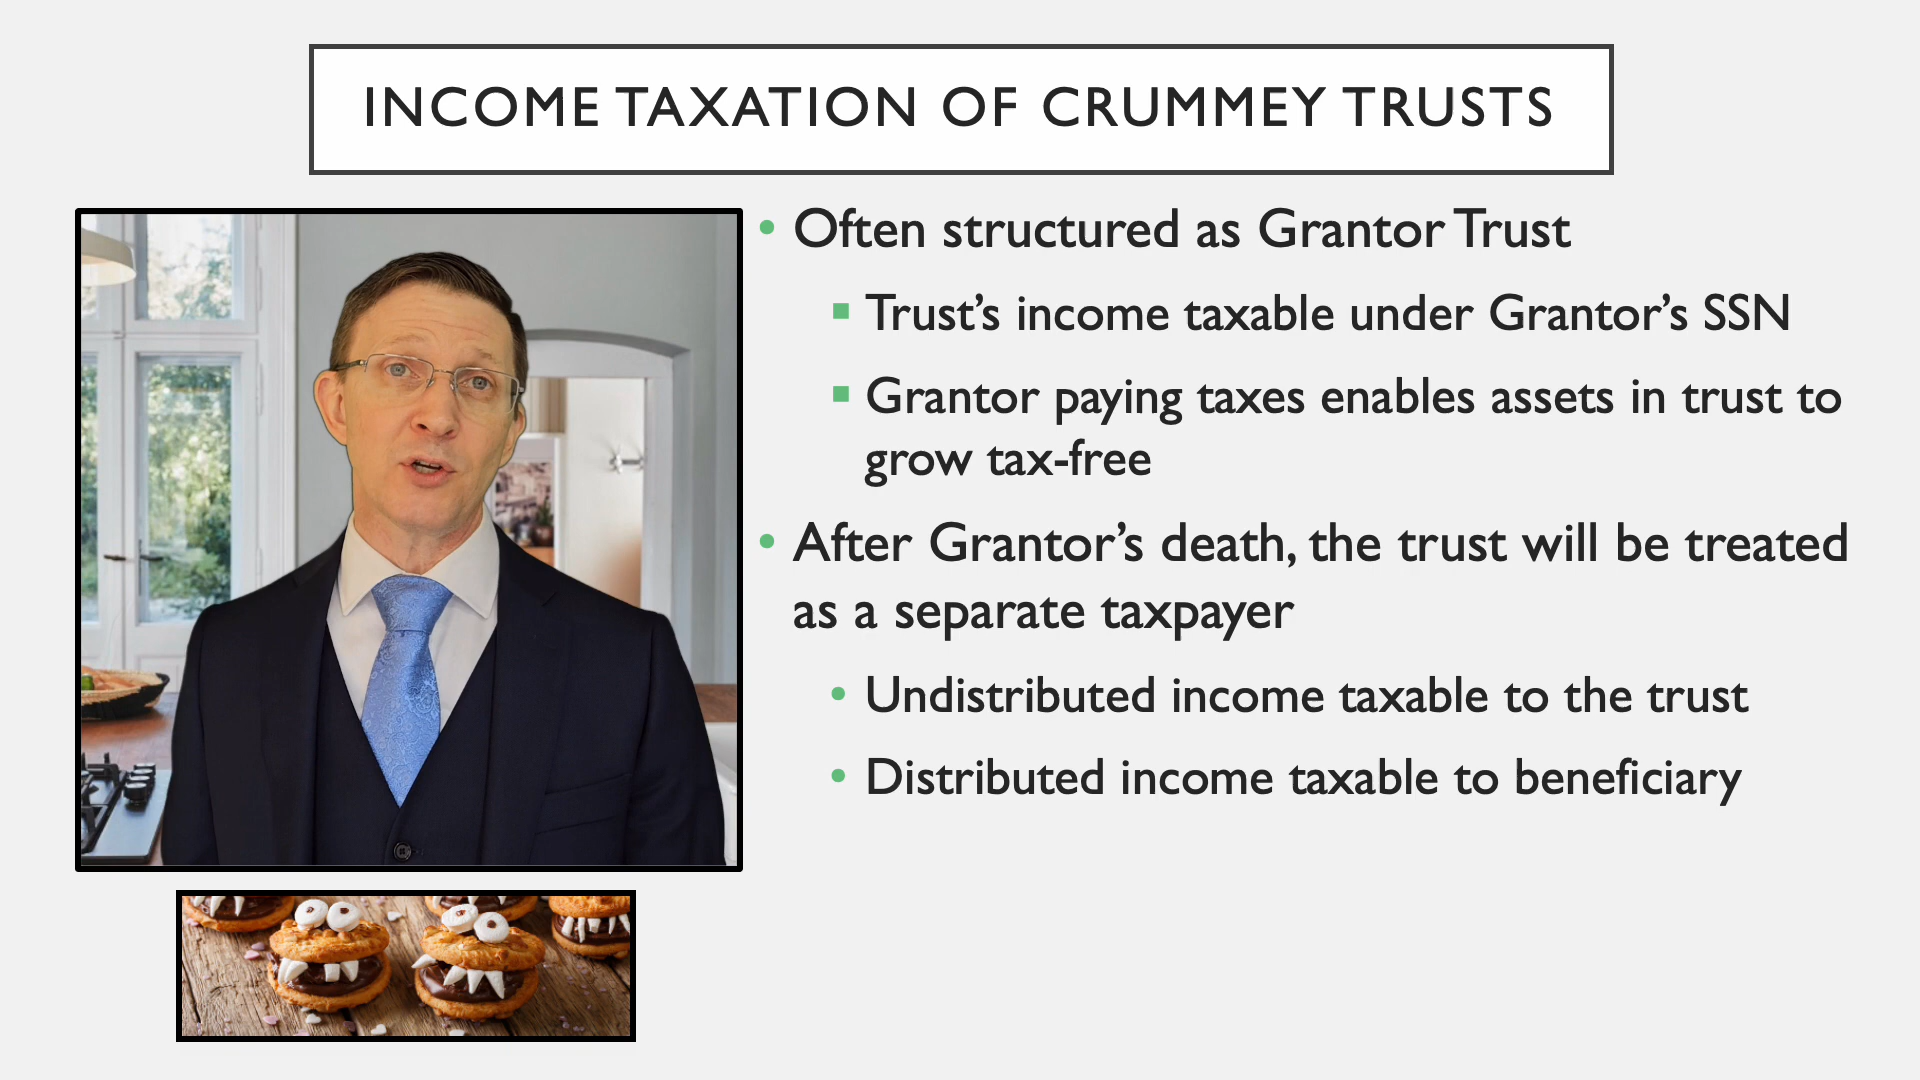 INCOME TAXATION OF CRUMMEY TRUSTS
• Often structured as Grantor Trust
▪ Trust’s income taxable under Grantor’s SSN
▪ Grantor paying taxes enables assets in trust to
grow tax-free
• After Grantor’s death, the trust will be treated
as a separate taxpayer
• Undistributed income taxable to the trust
• Distributed income taxable to beneficiary